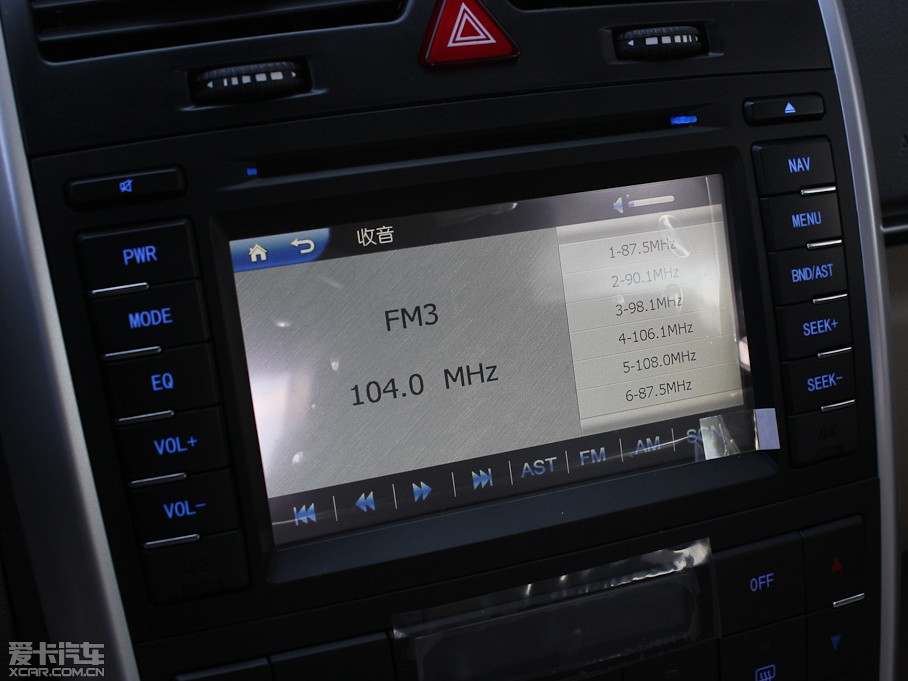 PWR
MODE
EQ
VOL+
VOL-
收音
FM3
104.0 MHz
1-87.5MHz
2-90.1MHz
3-98.1MHz
4-106.1MHz
5-108.0MHz
6-87.5MHz
AST
FM
AM
SCN
NAV
MENU
BND/AST
SEEK+
SEEK-
OFF
爱卡汽车
XCAR.COM.CN